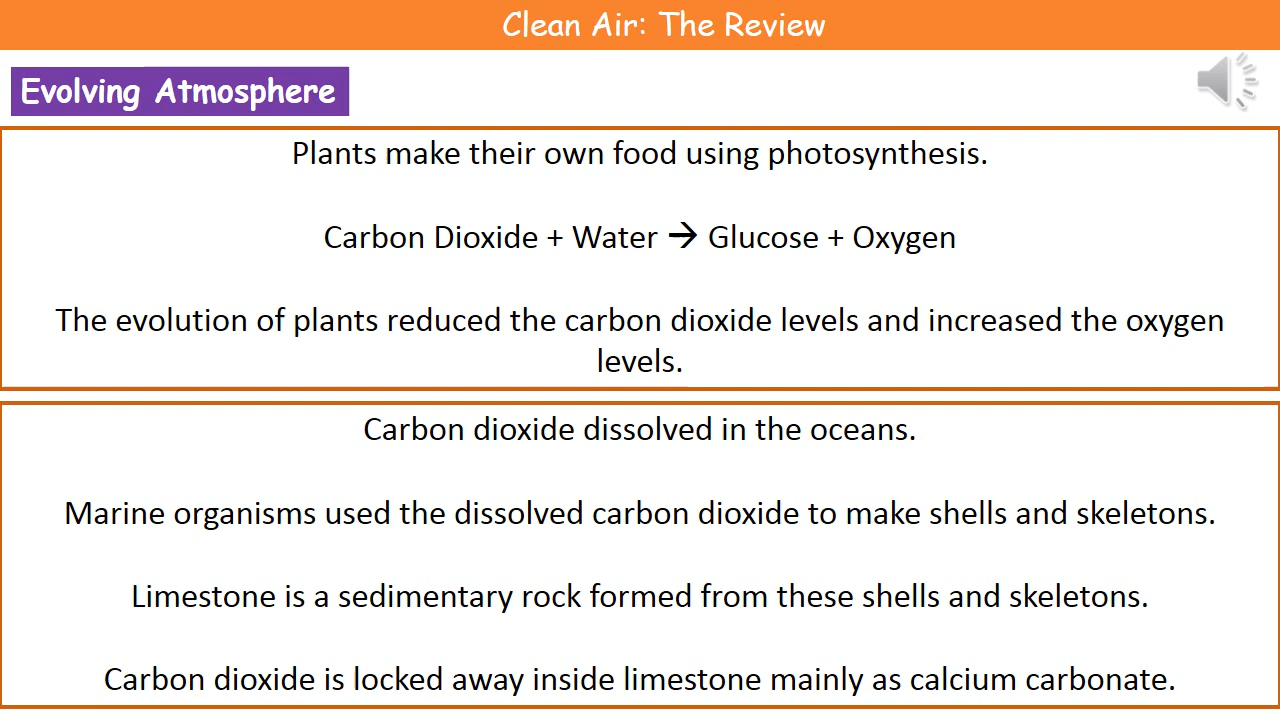 Clean Air: The Review
Evolving Atmosphere
Plants make their own food using photosynthesis.
Carbon Dioxide + Water → Glucose + Oxygen
The evolution of plants reduced the carbon dioxide levels and increased the oxygen
levels.
Carbon dioxide dissolved in the oceans.
Marine organisms used the dissolved carbon dioxide to make shells and skeletons.
Limestone is a sedimentary rock formed from these shells and skeletons.
Carbon dioxide is locked away inside limestone mainly as calcium carbonate.